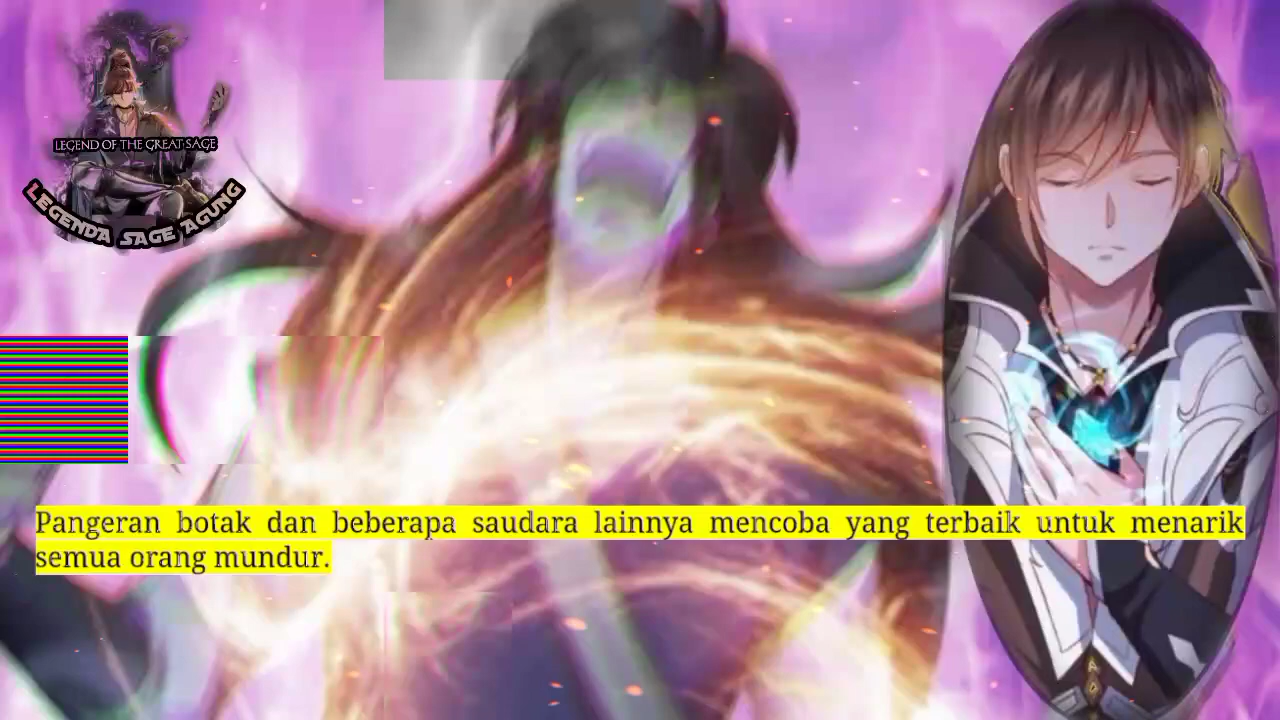 LEGEND OF THE GREAT SAGE
LEGENDA SAGE AGUNG
Pangeran botak dan beberapa saudara lainnya mencoba yang terbaik untuk menarik
semua orang mundur.